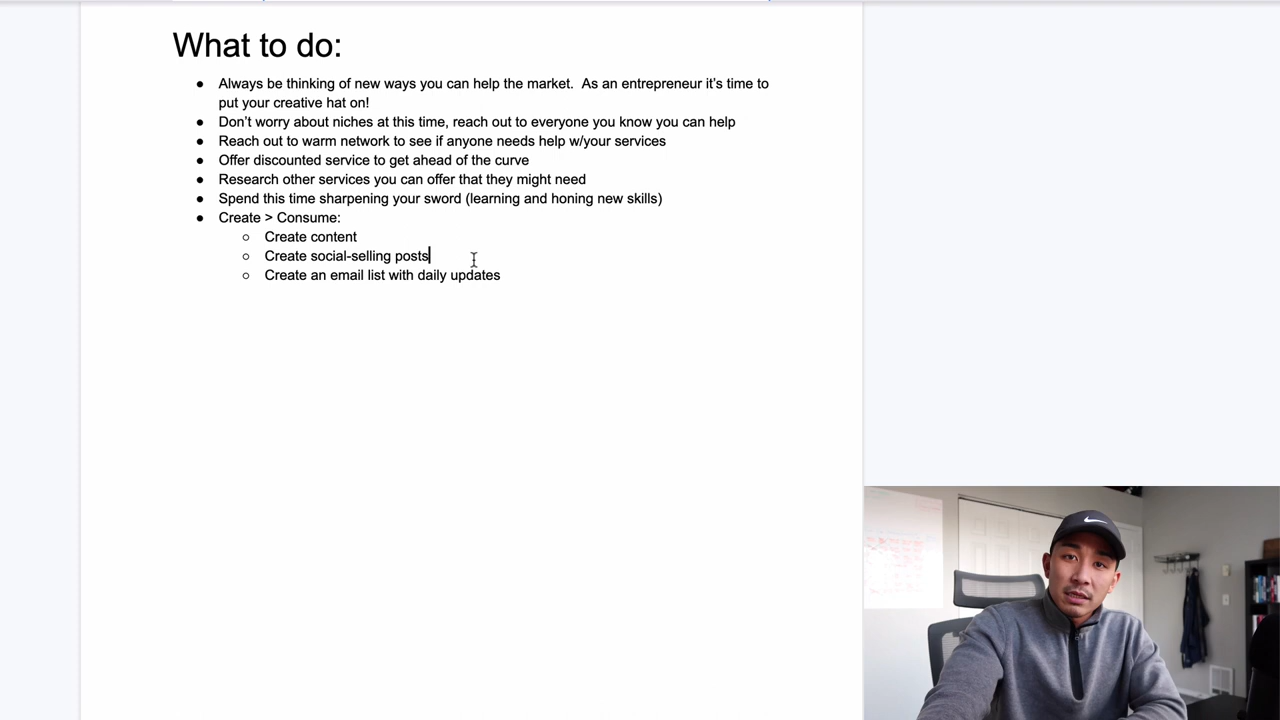 What to do:
● Always be thinking of new ways you can help the market.  As an entrepreneur it's time to
put your creative hat on!
● Don't worry about niches at this time, reach out to everyone you know you can help
● Reach out to warm network to see if anyone needs help w/your services
● Offer discounted service to get ahead of the curve
● Research other services you can offer that they might need
● Spend this time sharpening your sword (learning and honing new skills)
● Create > Consume:
○ Create content
○ Create social-selling posts
○ Create an email list with daily updates